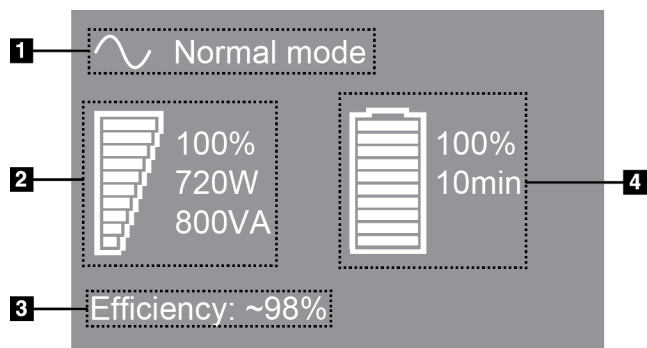 1
Normal mode
2
100%
720W
800VA
100%
10min
4
3
Efficiency: ~98%